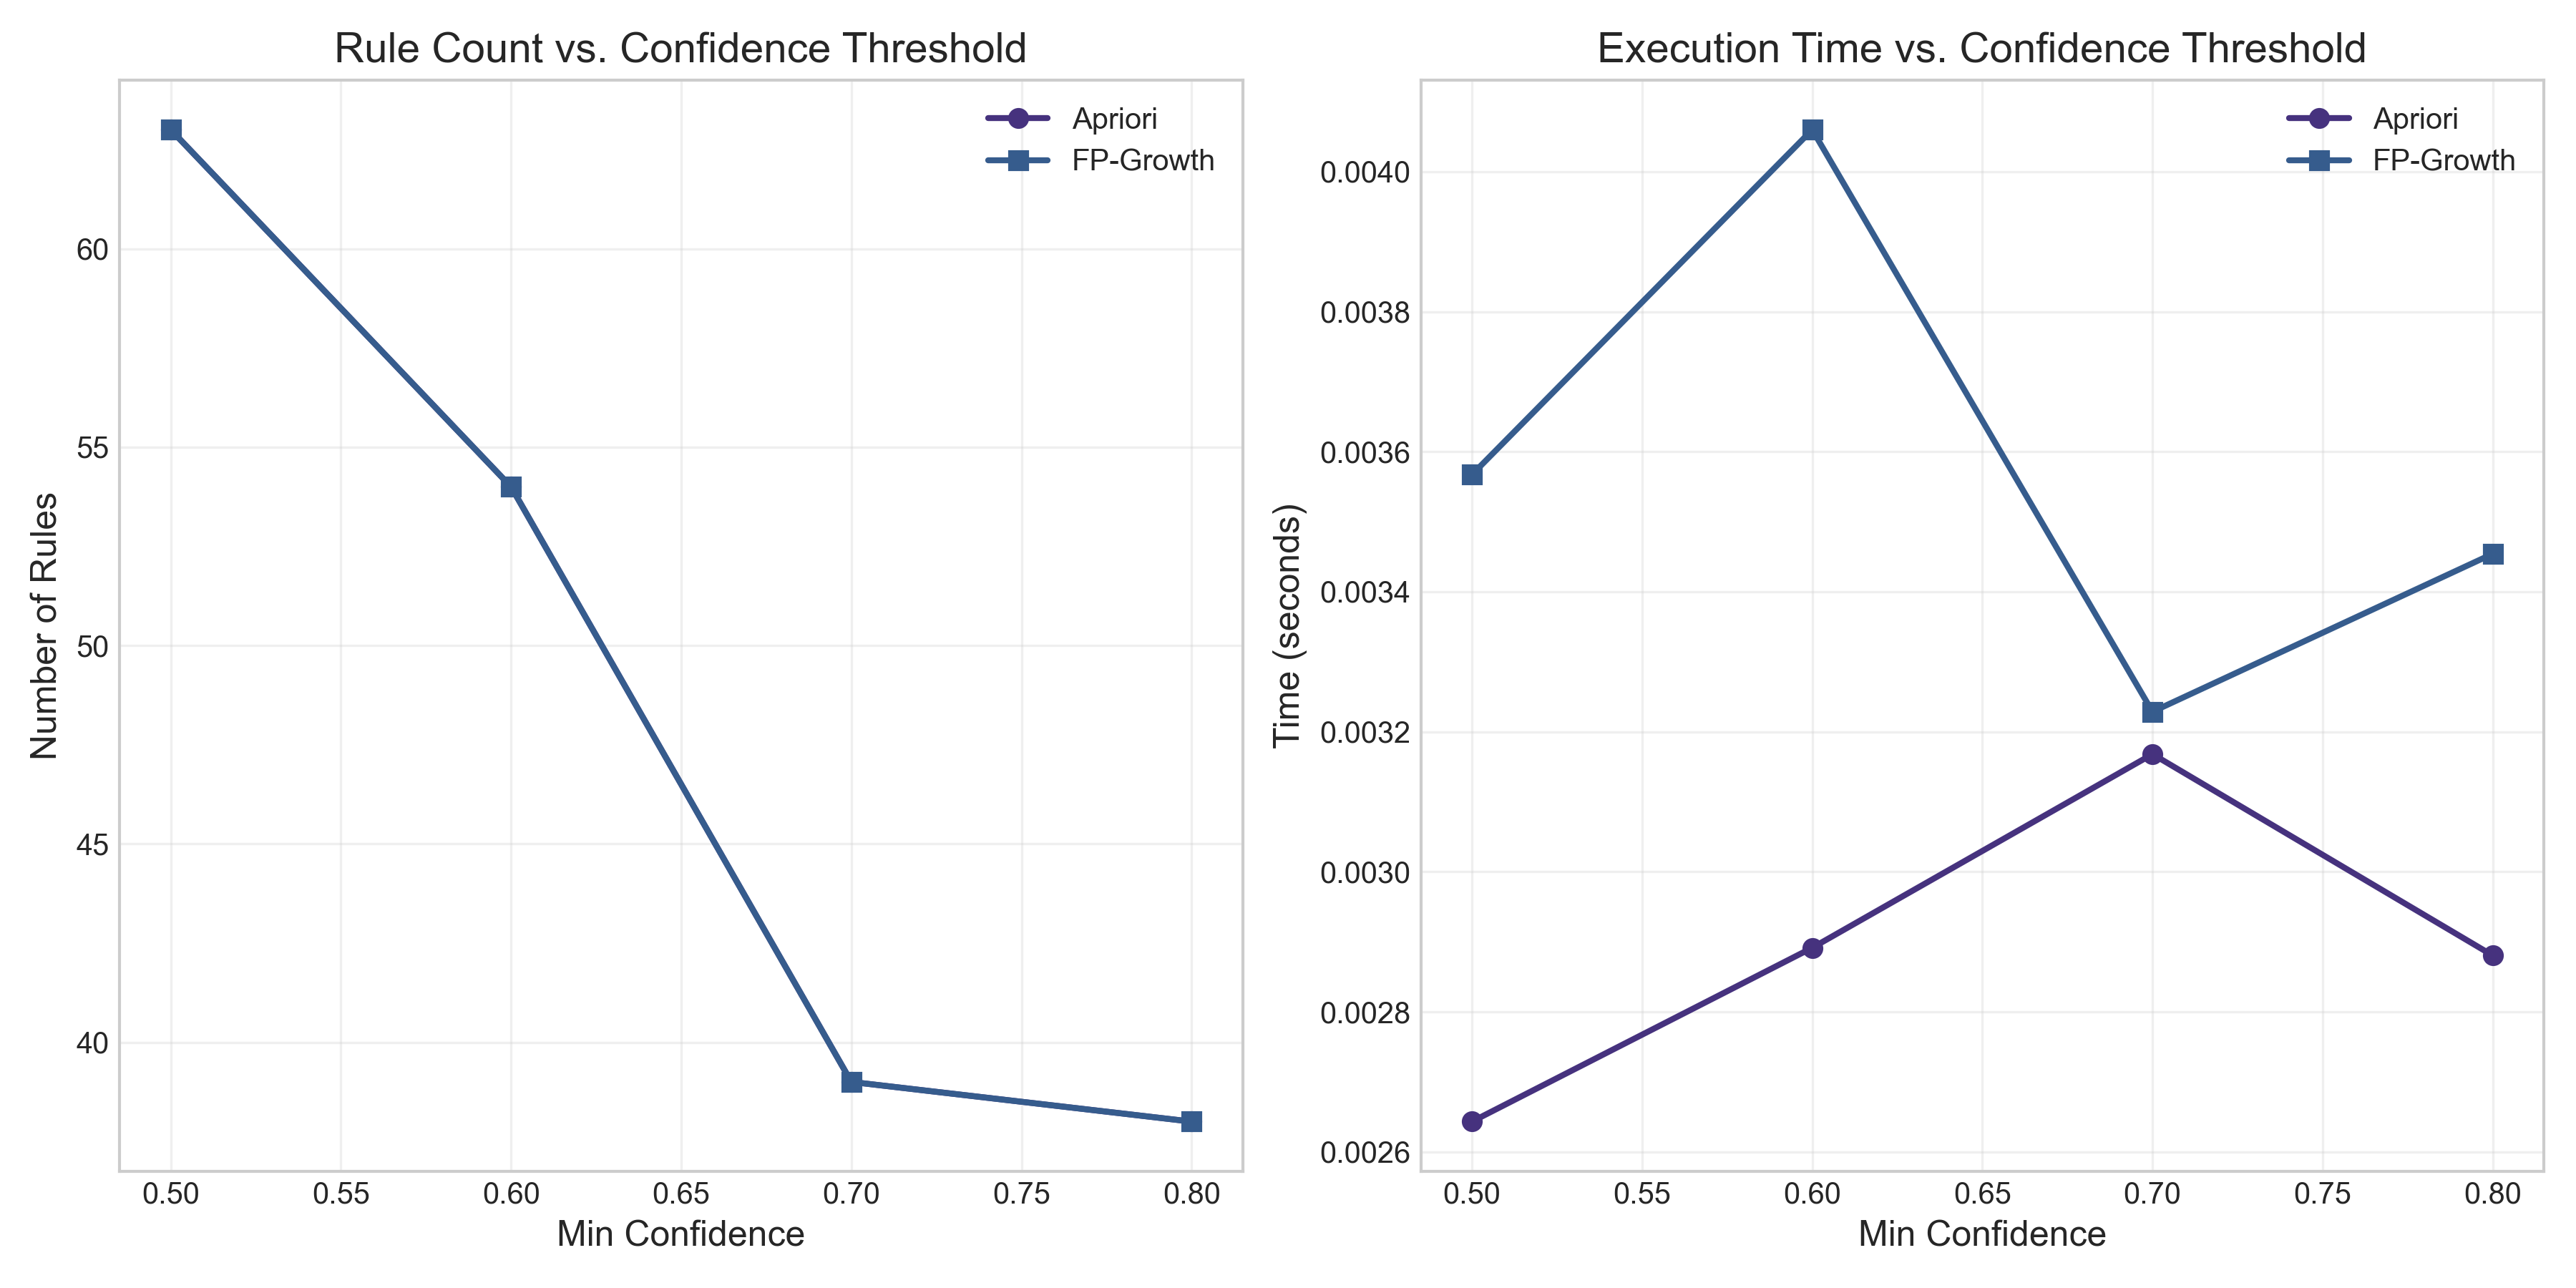 Rule Count vs. Confidence Threshold
Apriori
FP-Growth
60
55
50
45
40
Number of Rules
0.50 0.55 0.60 0.65 0.70 0.75 0.80
Min Confidence
Execution Time vs. Confidence Threshold
Apriori
FP-Growth
0.0040
0.0038
0.0036
0.0034
0.0032
0.0030
0.0028
0.0026
Time (seconds)
0.50 0.55 0.60 0.65 0.70 0.75 0.80
Min Confidence